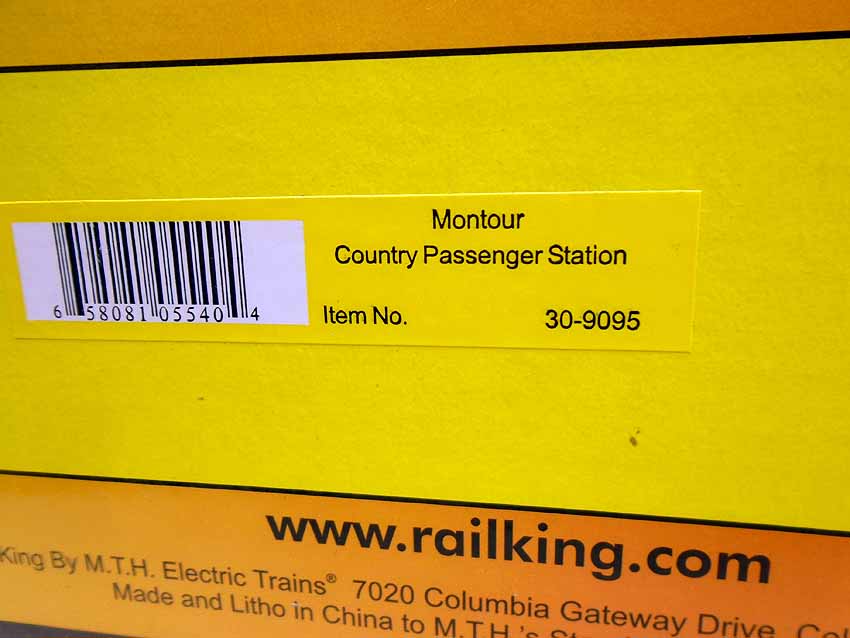 Montour
Country Passenger Station
Item No. 30-9095
6 58081 05540 4
www.railking.com
King By M.T.H. Electric Trains® 7020 Columbia Gateway Drive,
Made and Litho in China to M.T.H.'s